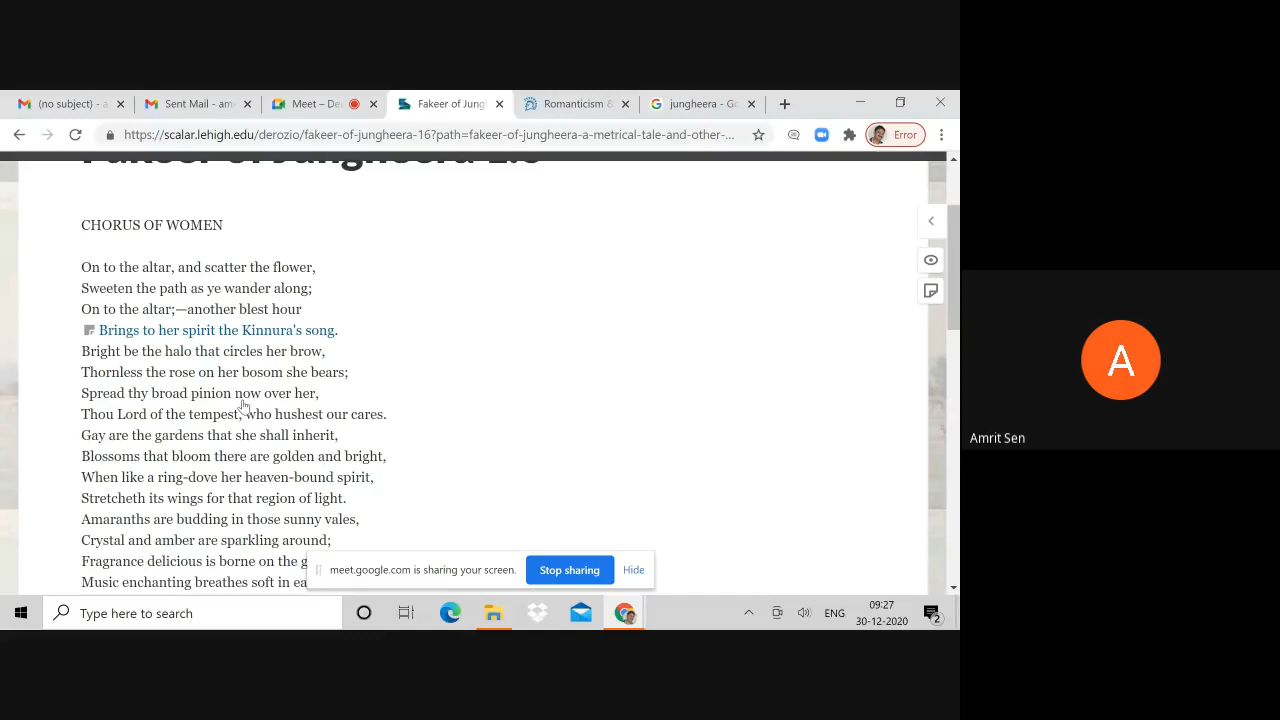 (no subject) - a
Sent Mail - am
Meet – De
Fakeer of Jung
Romanticism &
jungheera - Go
https://scalar.lehigh.edu/derozio/fakeer-of-jungheera-16?path=fakeer-of-jungheera-a-metrical-tale-and-other-...
Error
CHORUS OF WOMEN
On to the altar, and scatter the flower,
Sweeten the path as ye wander along;
On to the altar;—another blest hour
Brings to her spirit the Kinnura's song.
Bright be the halo that circles her brow,
Thornless the rose on her bosom she bears;
Spread thy broad pinion now over her,
Thou Lord of the tempest, who hushest our cares.
Gay are the gardens that she shall inherit,
Blossoms that bloom there are golden and bright,
When like a ring-dove her heaven-bound spirit,
Stretcheth its wings for that region of light.
Amaranths are budding in those sunny vales,
Crystal and amber are sparkling around;
Fragrance delicious is borne on the g
Music enchanting breathes soft in ea
meet.google.com is sharing your screen.
Stop sharing
Hide
Type here to search
ENG
09:27
30-12-2020
2
A
Amrit Sen